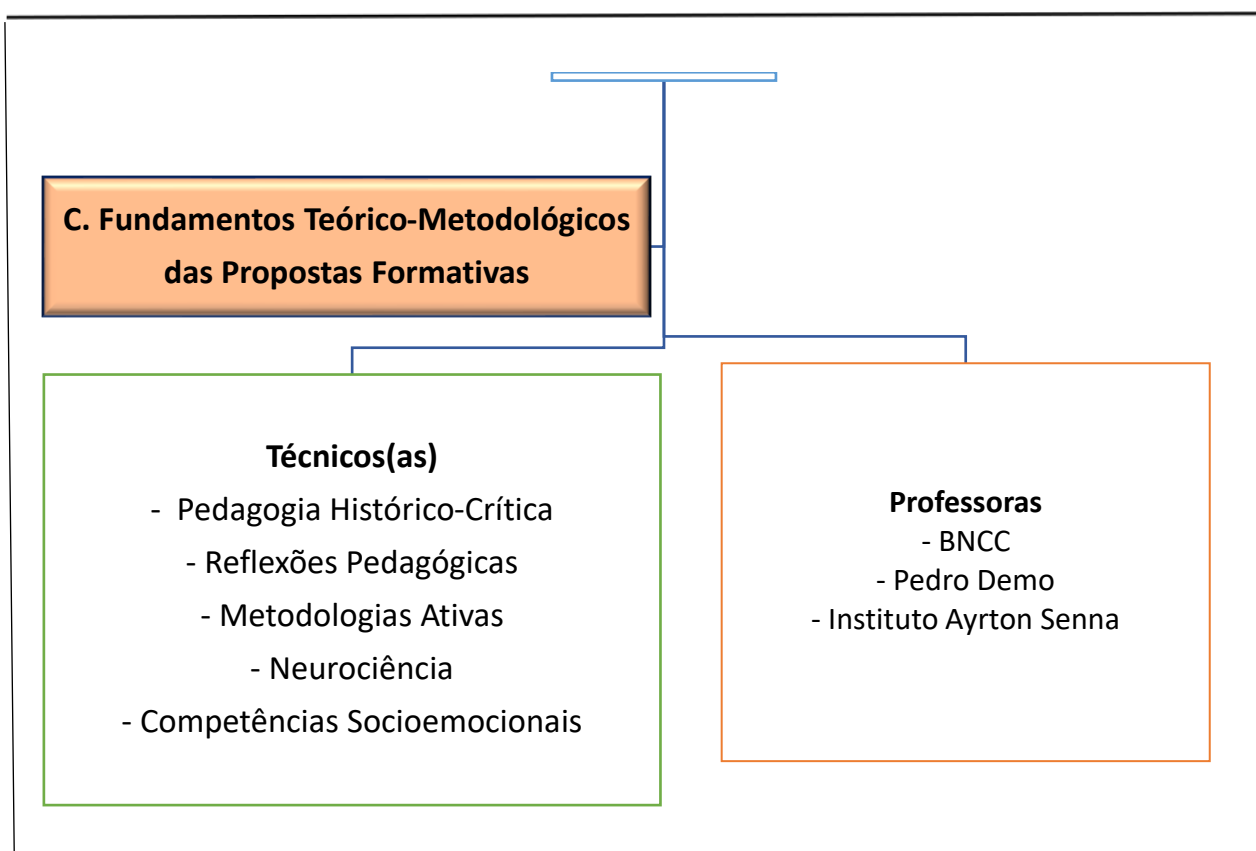 C. Fundamentos Teórico-Metodológicos
das Propostas Formativas
Técnicos(as)
- Pedagogia Histórico-Crítica
- Reflexões Pedagógicas
- Metodologias Ativas
- Neurociência
- Competências Socioemocionais
Professoras
- BNCC
- Pedro Demo
- Instituto Ayrton Senna